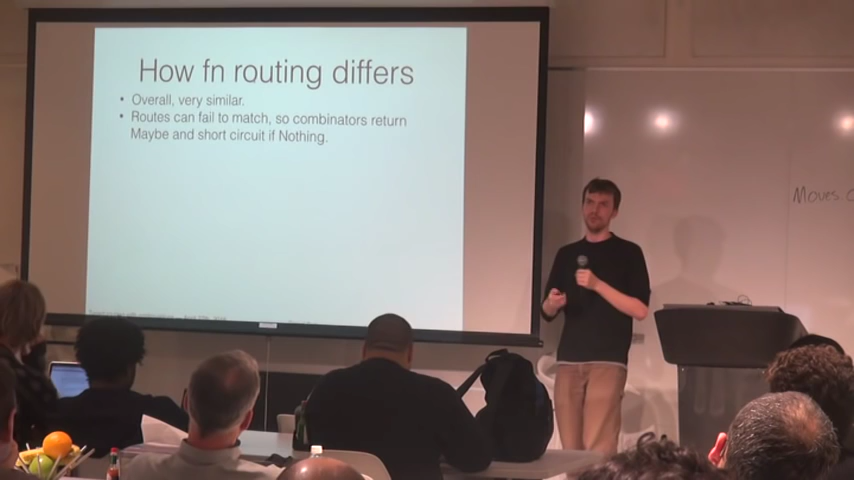 How fn routing differs
• Overall, very similar.
• Routes can fail to match, so combinators return
Maybe and short circuit if Nothing.
Moves